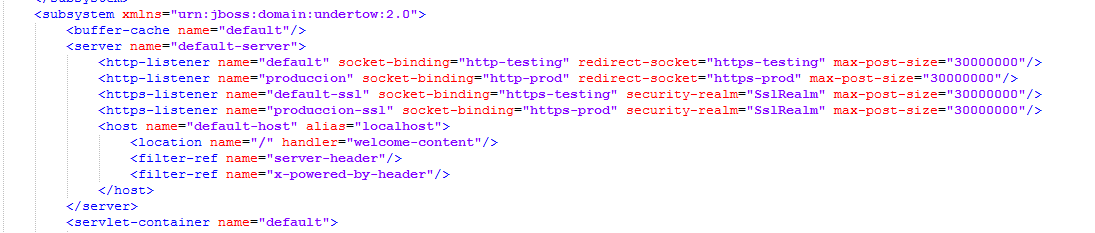 </subsystem>
<subsystem xmlns="urn:jboss:domain:undertow:2.0">
<buffer-cache name="default"/>
<server name="default-server">
<http-listener name="default" socket-binding="http-testing" redirect-socket="https-testing" max-post-size="30000000"/>
<http-listener name="produccion" socket-binding="http-prod" redirect-socket="https-prod" max-post-size="30000000"/>
<https-listener name="default-ssl" socket-binding="https-testing" security-realm="SslRealm" max-post-size="30000000"/>
<https-listener name="produccion-ssl" socket-binding="https-prod" security-realm="SslRealm" max-post-size="30000000"/>
<host name="default-host" alias="localhost">
<location name="/" handler="welcome-content"/>
<filter-ref name="server-header"/>
<filter-ref name="x-powered-by-header"/>
</host>
</server>
<servlet-container name="default">